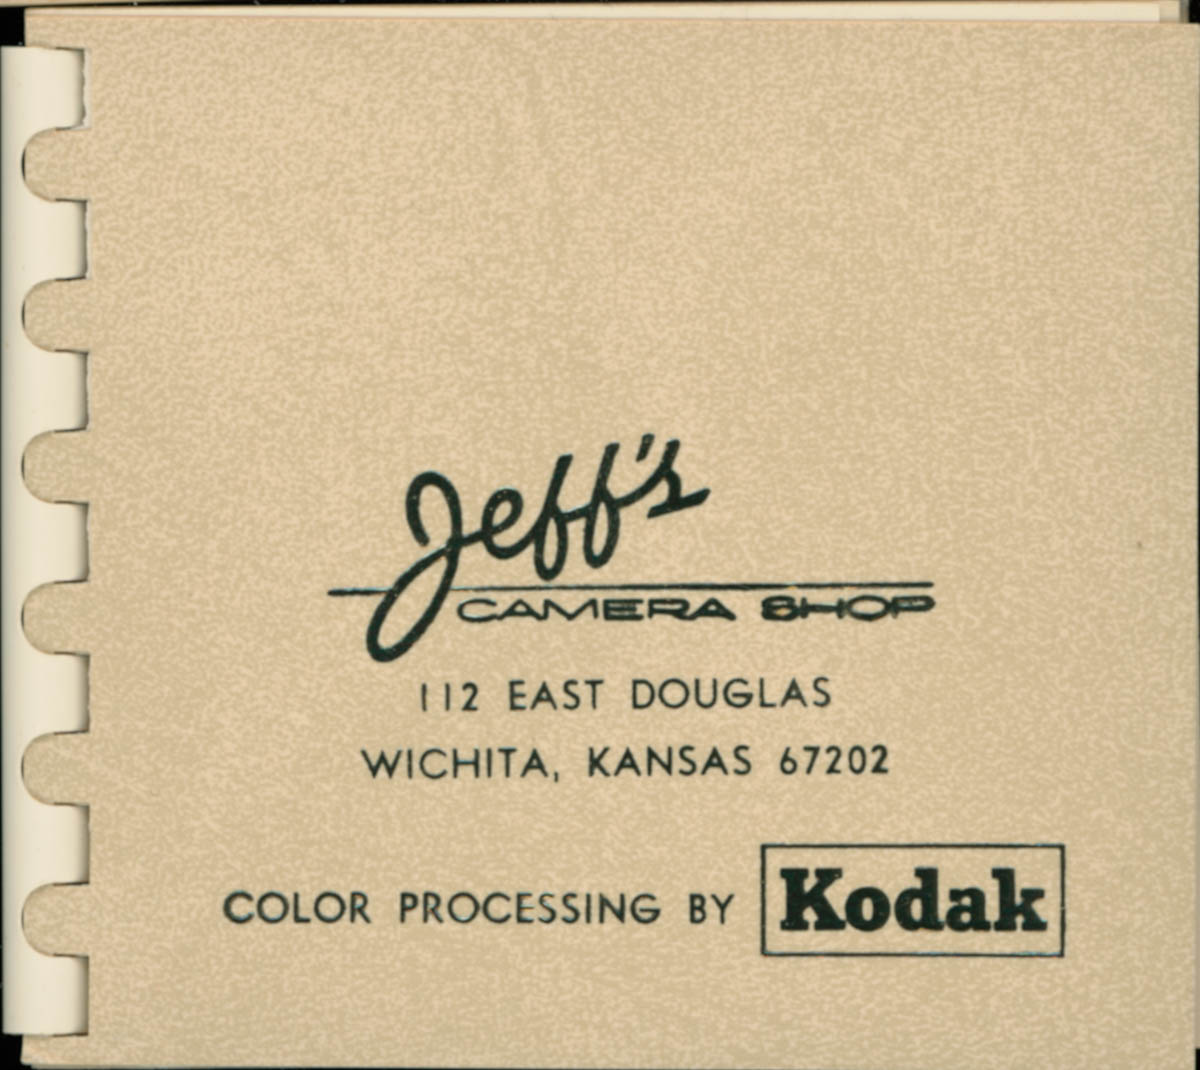 Jeff's
CAMERA SHOP
112 EAST DOUGLAS
WICHITA, KANSAS 67202
COLOR PROCESSING BY Kodak